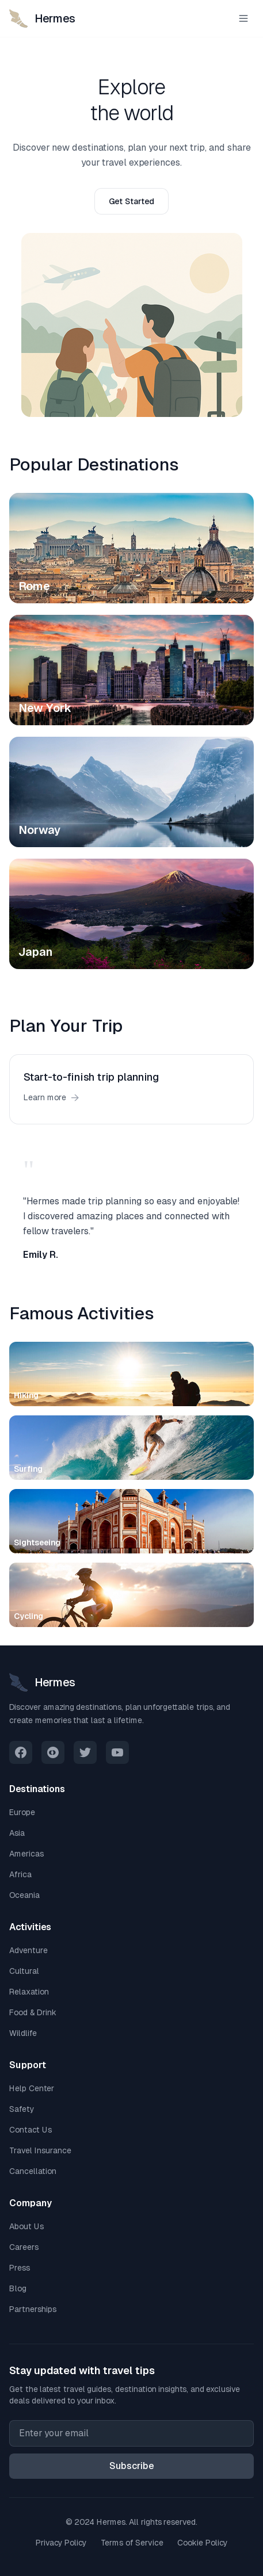 Hermes
Explore
the world
Discover new destinations, plan your next trip, and share
your travel experiences.
Get Started
Popular Destinations
Rome
New York
Norway
Japan
Plan Your Trip
Start-to-finish trip planning
Learn more →
"
"Hermes made trip planning so easy and enjoyable!
I discovered amazing places and connected with
fellow travelers."
Emily R.
Famous Activities
Hiking
Surfing
Sightseeing
Cycling
Hermes
Discover amazing destinations, plan unforgettable trips, and
create memories that last a lifetime.
Destinations
Europe
Asia
Americas
Africa
Oceania
Activities
Adventure
Cultural
Relaxation
Food & Drink
Wildlife
Support
Help Center
Safety
Contact Us
Travel Insurance
Cancellation
Company
About Us
Careers
Press
Blog
Partnerships
Stay updated with travel tips
Get the latest travel guides, destination insights, and exclusive
deals delivered to your inbox.
Enter your email
Subscribe
© 2024 Hermes. All rights reserved.
Privacy Policy Terms of Service Cookie Policy